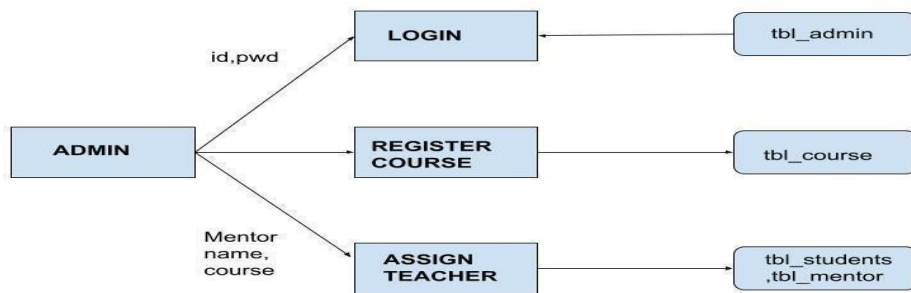 LOGIN
tbl_admin
id,pwd
ADMIN
REGISTER
COURSE
tbl_course
Mentor
name,
course
ASSIGN
TEACHER
tbl_students
,tbl_mentor